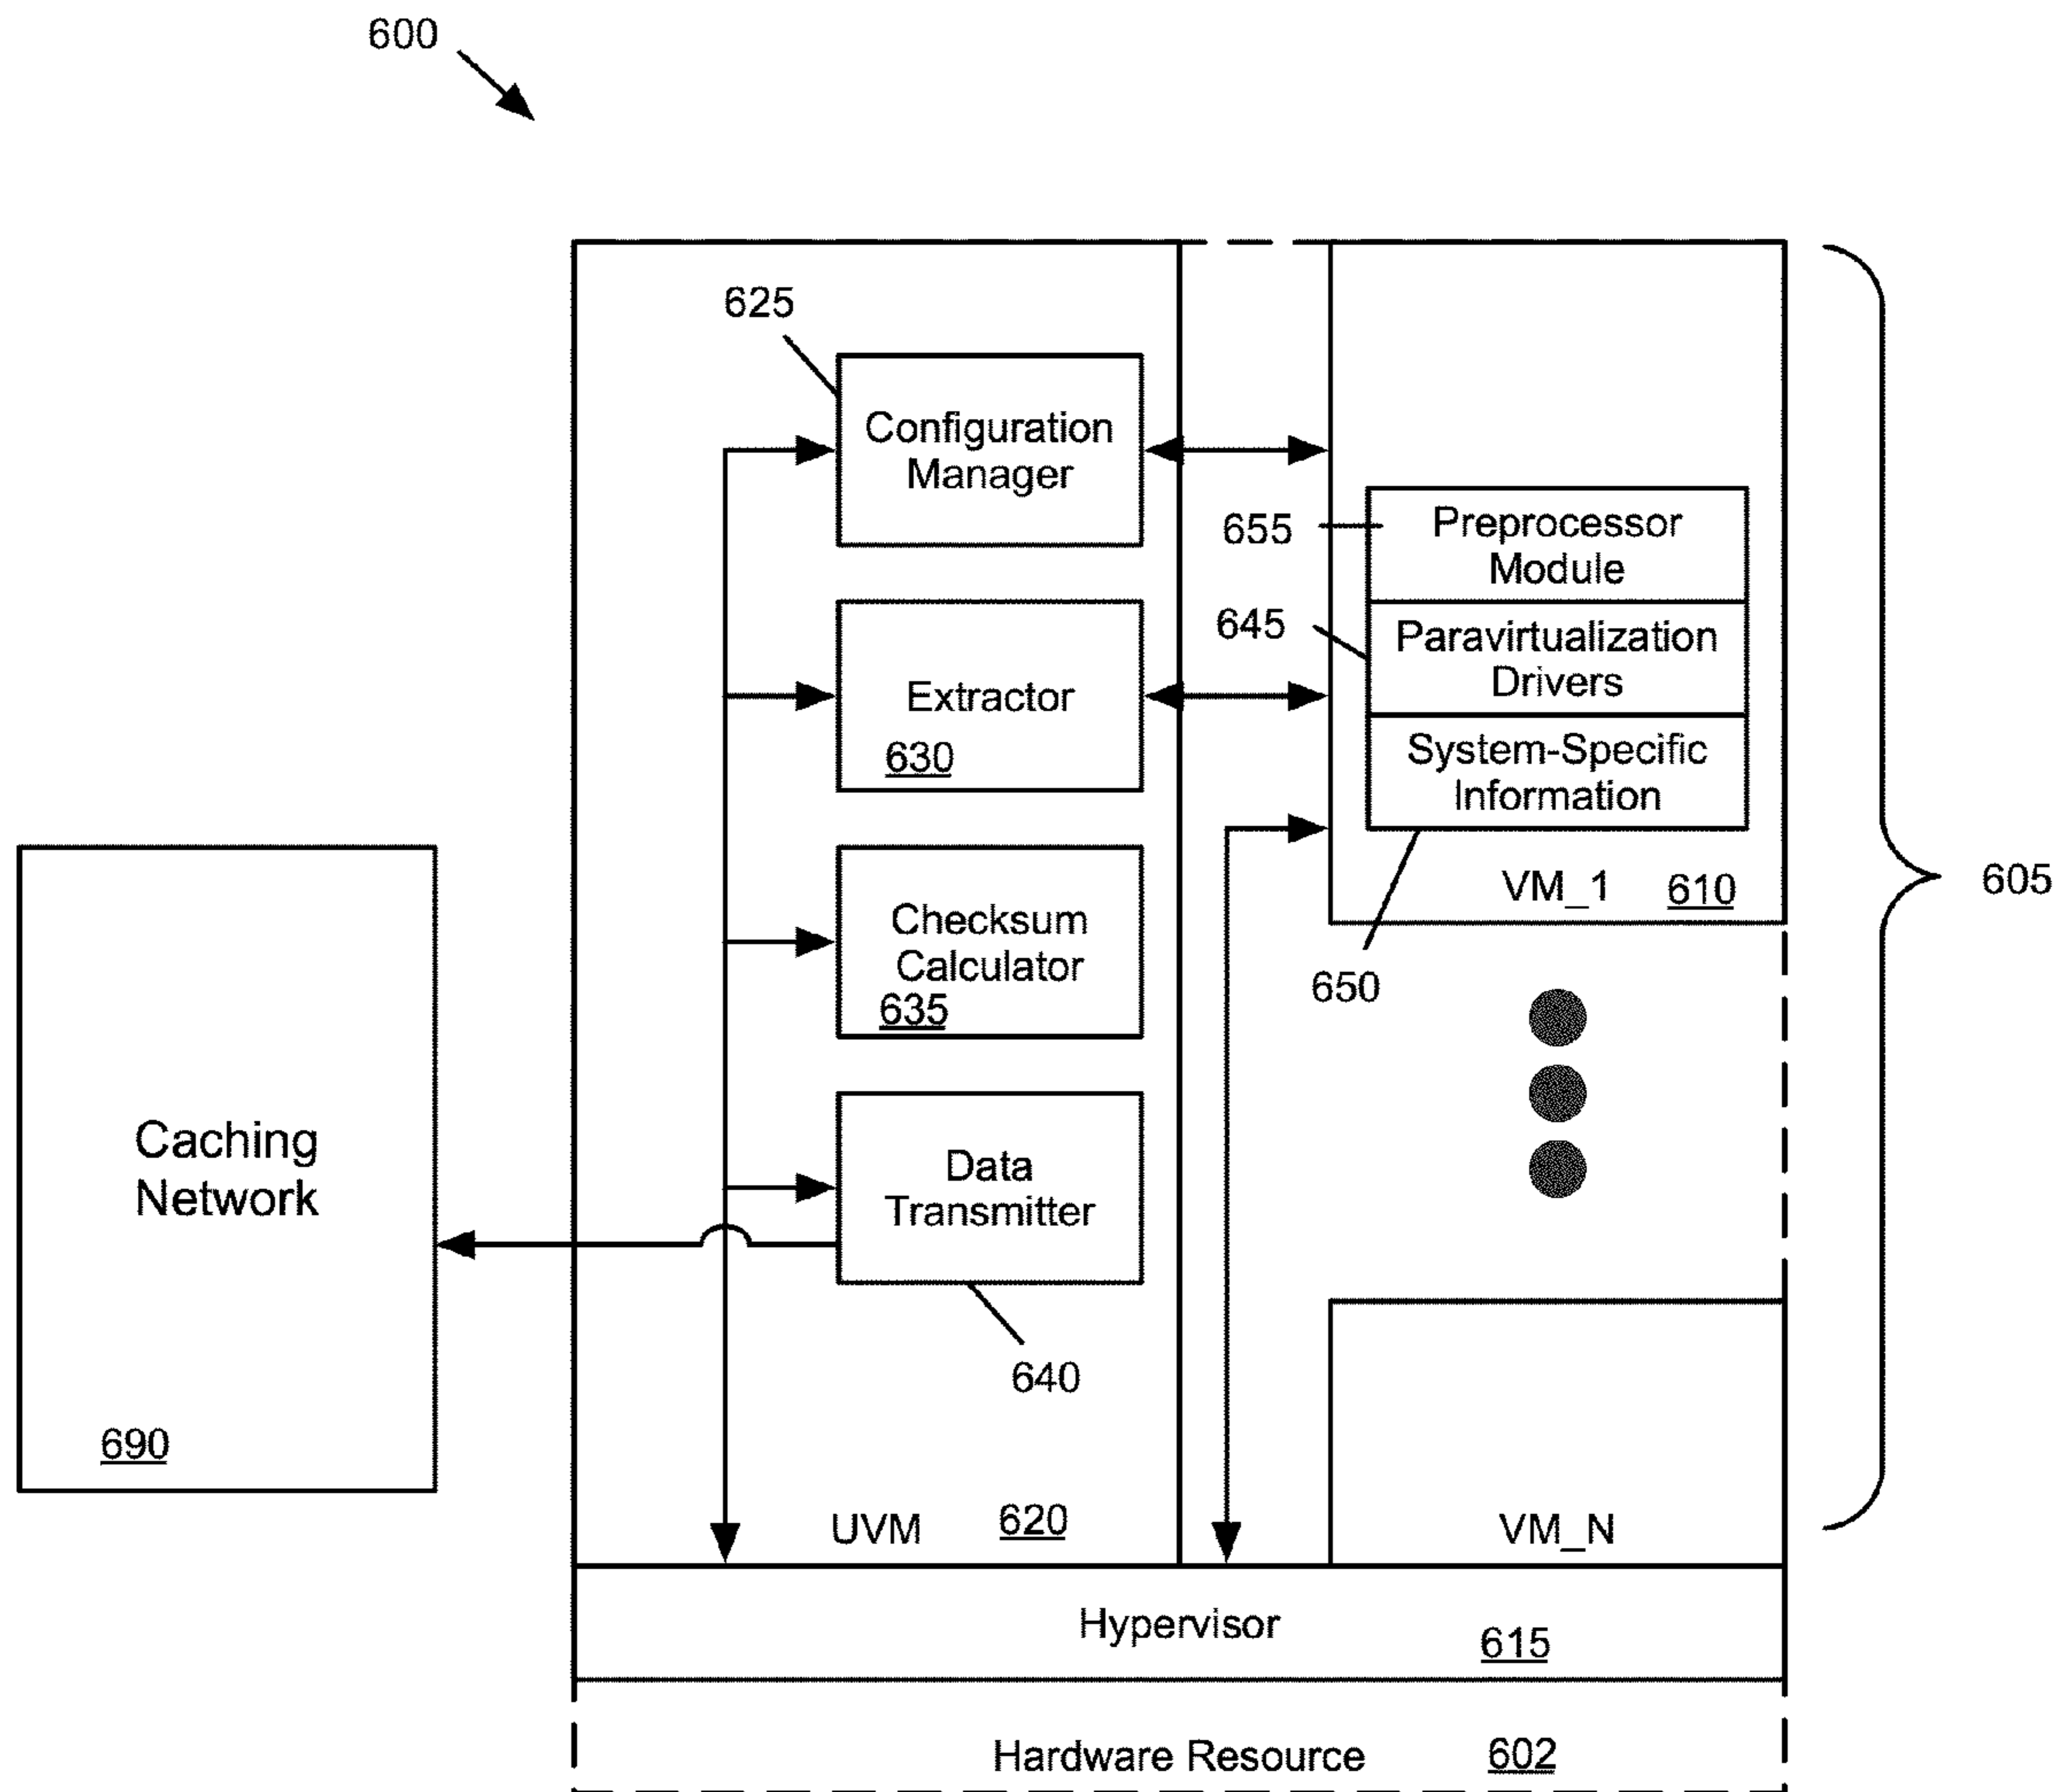 600
625
Configuration
Manager
655
Preprocessor
Module
645
Paravirtualization
Drivers
Extractor
630
System-Specific
Information
VM_1
610
605
Checksum
Calculator
635
650
Caching
Network
690
Data
Transmitter
640
UVM
620
VM_N
Hypervisor
615
Hardware Resource
602